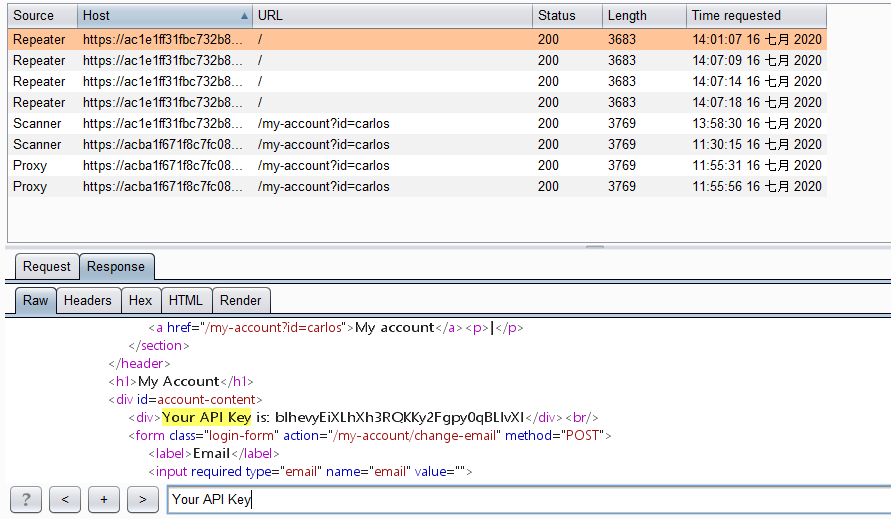 Source Host URL Status Length Time requested
Repeater https://ac1e1ff31fbc732b8... / 200 3683 14:01:07 16 七月 2020
Repeater https://ac1e1ff31fbc732b8... / 200 3683 14:07:09 16 七月 2020
Repeater https://ac1e1ff31fbc732b8... / 200 3683 14:07:14 16 七月 2020
Repeater https://ac1e1ff31fbc732b8... / 200 3683 14:07:18 16 七月 2020
Scanner https://ac1e1ff31fbc732b8... /my-account?id=carlos 200 3769 13:58:30 16 七月 2020
Scanner https://acba1f671f8c7fc08... /my-account?id=carlos 200 3769 11:30:15 16 七月 2020
Proxy https://acba1f671f8c7fc08... /my-account?id=carlos 200 3769 11:55:31 16 七月 2020
Proxy https://acba1f671f8c7fc08... /my-account?id=carlos 200 3769 11:55:56 16 七月 2020
Request Response
Raw Headers Hex HTML Render
<a href="/my-account?id=carlos">My account</a><p>|</p>
</section>
</header>
<h1>My Account</h1>
<div id=account-content>
<div>Your API Key is: </div><br/>
<form class="login-form" action="/my-account/change-email" method="POST">
<label>Email</label>
<input required type="email" name="email" value="">
? < + > Your API Key